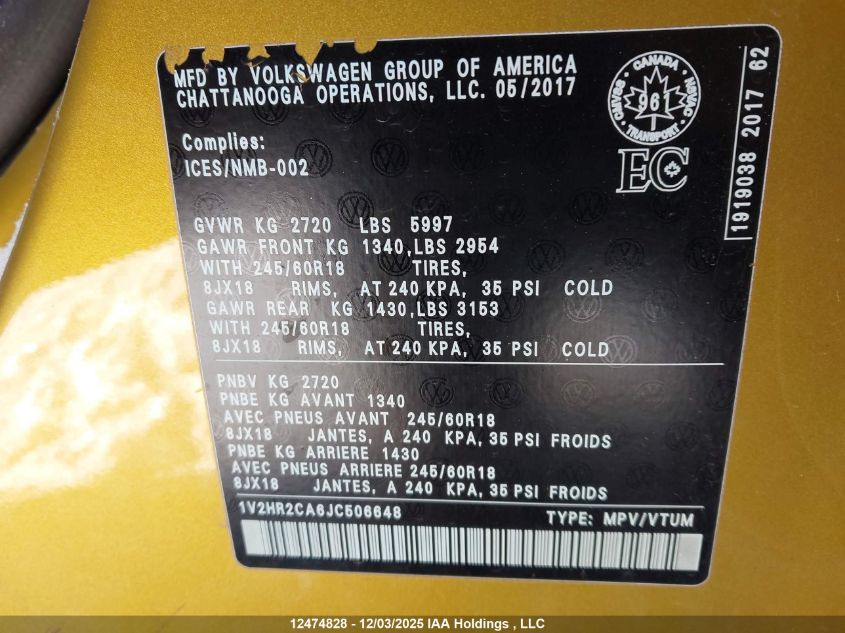 MFD BY VOLKSWAGEN GROUP OF AMERICA
CHATTANOOGA OPERATIONS, LLC. 05/2017
CANADA
CMVSS
961
NSVAC
TRANSPORT
EC
1919038 2017 62
Complies:
ICES/NMB-002
GVWR KG 2720 LBS 5997
GAWR FRONT KG 1340,LBS 2954
WITH 245/60R18 TIRES,
8JX18 RIMS, AT 240 KPA, 35 PSI COLD
GAWR REAR KG 1430,LBS 3153
WITH 245/60R18 TIRES,
8JX18 RIMS, AT 240 KPA, 35 PSI COLD
PNBV KG 2720
PNBE KG AVANT 1340
AVEC PNEUS AVANT 245/60R18
8JX18 JANTES, A 240 KPA, 35 PSI FROIDS
PNBE KG ARRIERE 1430
AVEC PNEUS ARRIERE 245/60R18
8JX18 JANTES, A 240 KPA, 35 PSI FROIDS
1V2HR2CA6JC506648 TYPE: MPV/VTUM
12474828 - 12/03/2025 IAA Holdings , LLC